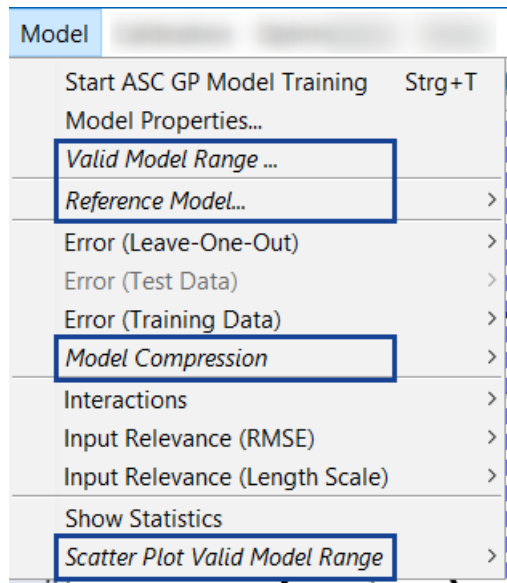 Model
Start ASC GP Model Training Strg+T
Model Properties...
Valid Model Range ...
Reference Model...
Error (Leave-One-Out)
Error (Test Data)
Error (Training Data)
Model Compression
Interactions
Input Relevance (RMSE)
Input Relevance (Length Scale)
Show Statistics
Scatter Plot Valid Model Range